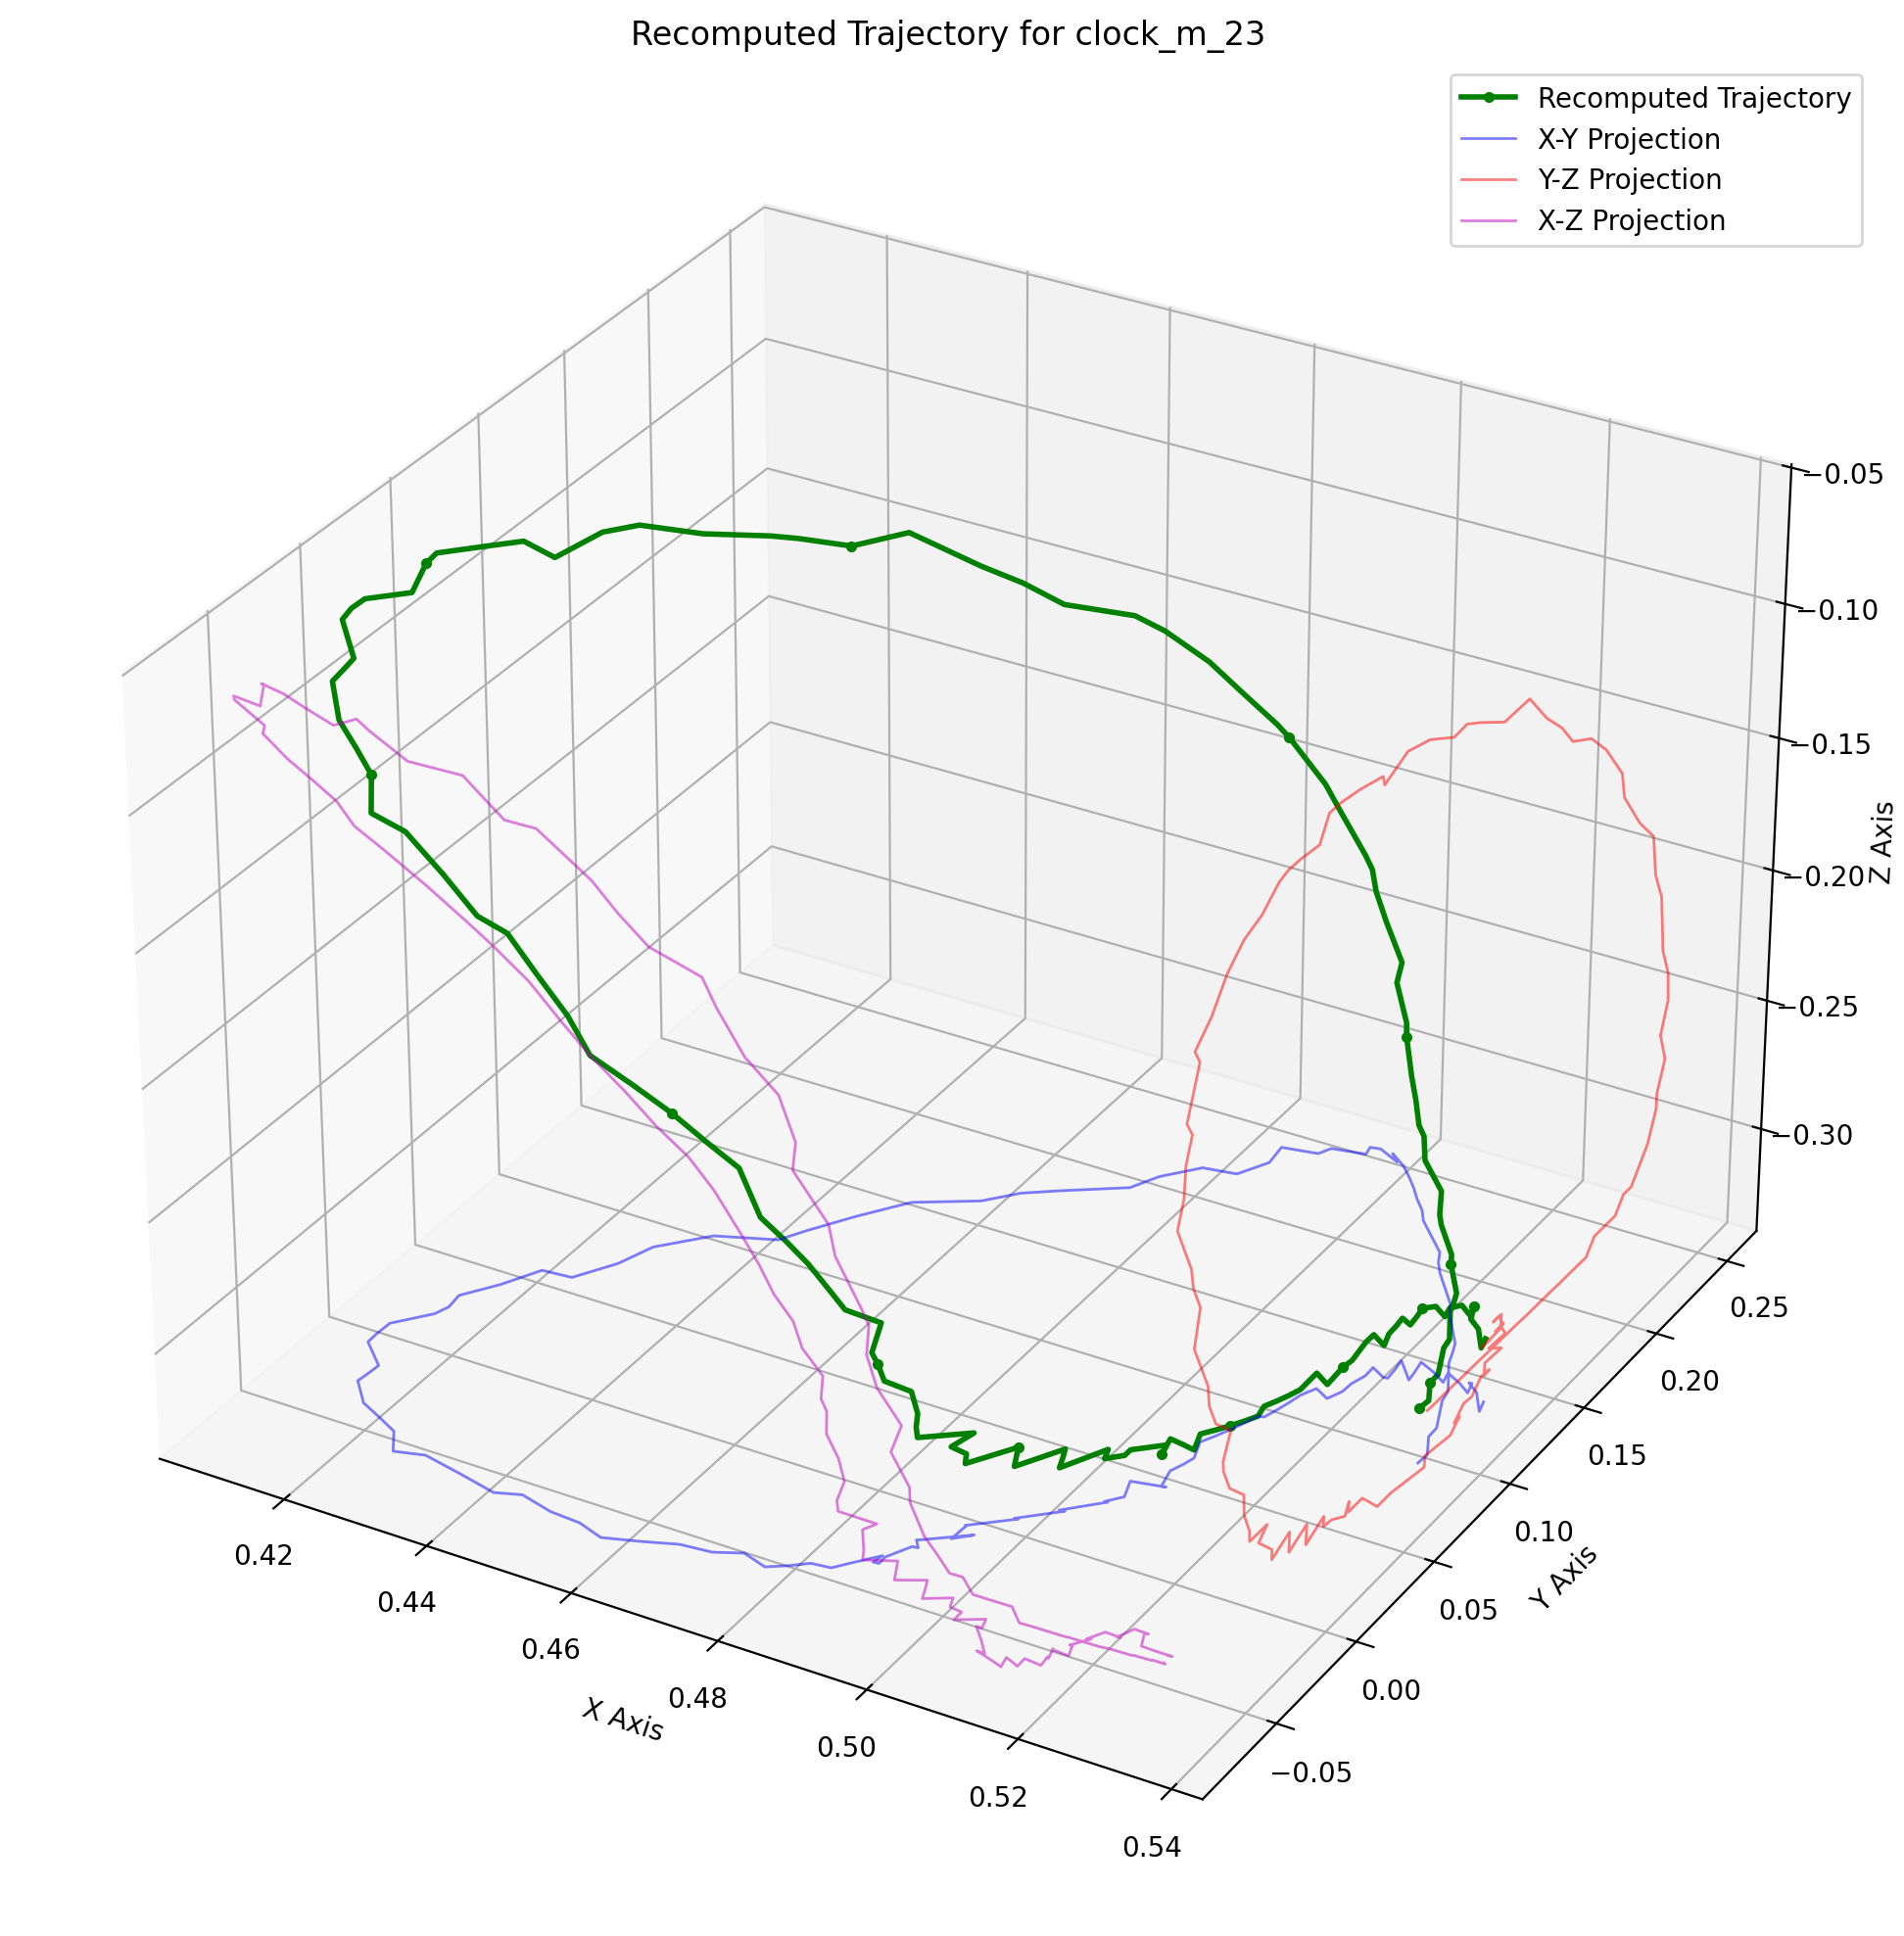 Recomputed Trajectory for clock_m_23
Recomputed Trajectory
X-Y Projection
Y-Z Projection
X-Z Projection
−0.05
−0.10
−0.15
−0.20
−0.25
−0.30
Z Axis
0.25
0.20
0.15
0.10
0.05
0.00
−0.05
Y Axis
0.42
0.44
0.46
0.48
0.50
0.52
0.54
X Axis